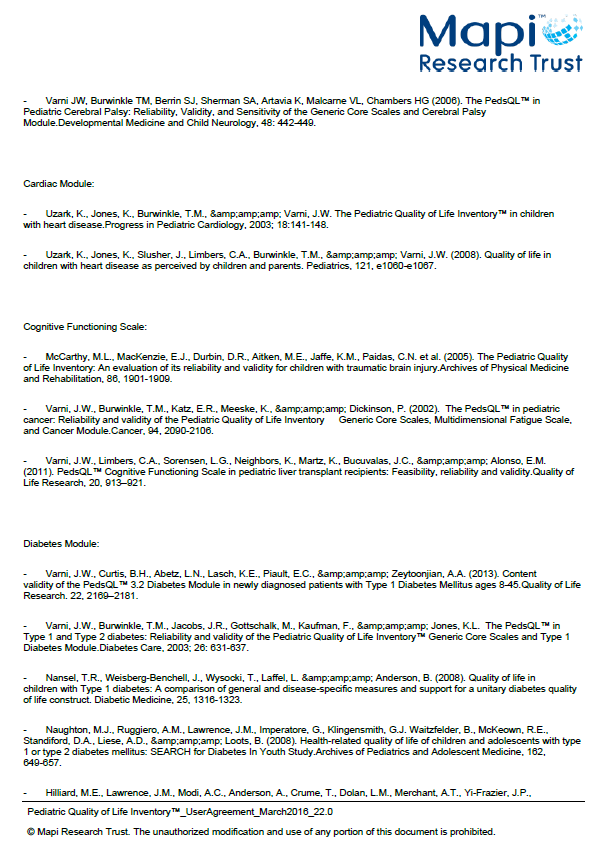 Mapi™
Research Trust
- Varni JW, Burwinkle TM, Berrin SJ, Sherman SA, Artavia K, Malcarne VL, Chambers HG (2006). The PedsQL™ in
Pediatric Cerebral Palsy: Reliability, Validity, and Sensitivity of the Generic Core Scales and Cerebral Palsy
Module.Developmental Medicine and Child Neurology, 48: 442-449.
Cardiac Module:
- Uzark, K., Jones, K., Burwinkle, T.M., &amp;amp;amp; Varni, J.W. The Pediatric Quality of Life Inventory™ in children
with heart disease.Progress in Pediatric Cardiology, 2003; 18:141-148.
- Uzark, K., Jones, K., Slusher, J., Limbers, C.A., Burwinkle, T.M., &amp;amp;amp; Varni, J.W. (2008). Quality of life in
children with heart disease as perceived by children and parents. Pediatrics, 121, e1060-e1067.
Cognitive Functioning Scale:
- McCarthy, M.L., MacKenzie, E.J., Durbin, D.R., Aitken, M.E., Jaffe, K.M., Paidas, C.N. et al. (2005). The Pediatric Quality
of Life Inventory: An evaluation of its reliability and validity for children with traumatic brain injury.Archives of Physical Medicine
and Rehabilitation, 86, 1901-1909.
- Varni, J.W., Burwinkle, T.M., Katz, E.R., Meeske, K., &amp;amp;amp; Dickinson, P. (2002). The PedsQL™ in pediatric
cancer: Reliability and validity of the Pediatric Quality of Life Inventory Generic Core Scales, Multidimensional Fatigue Scale,
and Cancer Module.Cancer, 94, 2090-2106.
- Varni, J.W., Limbers, C.A., Sorensen, L.G., Neighbors, K., Martz, K., Bucuvalas, J.C., &amp;amp;amp; Alonso, E.M.
(2011). PedsQL™ Cognitive Functioning Scale in pediatric liver transplant recipients: Feasibility, reliability and validity.Quality of
Life Research, 20, 913–921.
Diabetes Module:
- Varni, J.W., Curtis, B.H., Abetz, L.N., Lasch, K.E., Piault, E.C., &amp;amp;amp; Zeytoonjian, A.A. (2013). Content
validity of the PedsQL™ 3.2 Diabetes Module in newly diagnosed patients with Type 1 Diabetes Mellitus ages 8-45.Quality of Life
Research. 22, 2169–2181.
- Varni, J.W., Burwinkle, T.M., Jacobs, J.R., Gottschalk, M., Kaufman, F., &amp;amp;amp; Jones, K.L. The PedsQL™ in
Type 1 and Type 2 diabetes: Reliability and validity of the Pediatric Quality of Life Inventory™ Generic Core Scales and Type 1
Diabetes Module.Diabetes Care, 2003; 26: 631-637.
- Nansel, T.R., Weisberg-Benchell, J., Wysocki, T., Laffel, L. &amp;amp;amp; Anderson, B. (2008). Quality of life in
children with Type 1 diabetes: A comparison of general and disease-specific measures and support for a unitary diabetes quality
of life construct. Diabetic Medicine, 25, 1316-1323.
- Naughton, M.J., Ruggiero, A.M., Lawrence, J.M., Imperatore, G., Klingensmith, G.J. Waitzfelder, B., McKeown, R.E.,
Standiford, D.A., Liese, A.D., &amp;amp;amp; Loots, B. (2008). Health-related quality of life of children and adolescents with type
1 or type 2 diabetes mellitus: SEARCH for Diabetes In Youth Study.Archives of Pediatrics and Adolescent Medicine, 162,
649-657.
- Hilliard, M.E., Lawrence, J.M., Modi, A.C., Anderson, A., Crume, T., Dolan, L.M., Merchant, A.T., Yi-Frazier, J.P.,
Pediatric Quality of Life Inventory™_UserAgreement_March2016_22.0
© Mapi Research Trust. The unauthorized modification and use of any portion of this document is prohibited.